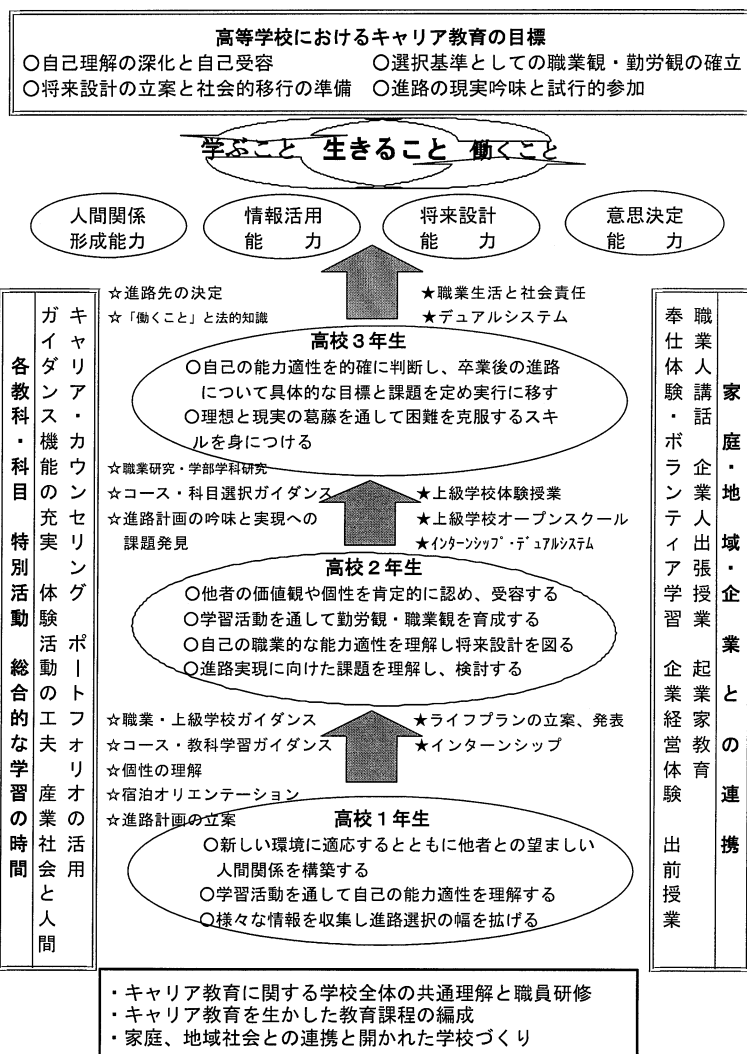 高等学校におけるキャリア教育の目標
○自己理解の深化と自己受容 ○選択基準としての職業観・勤労観の確立
○将来設計の立案と社会的移行の準備 ○進路の現実吟味と試行的参加
学ぶこと 生きること 働くこと
人間関係
形成能力
情報活用
能 力
将来設計
能 力
意思決定
能 力
各教科・科目 特別活動 総合的な学習の時間
ガイダンス機能の充実 体験活動の工夫 産業社会と人間
キャリア・カウンセリング ポートフォリオの活用
☆進路先の決定
☆「働くこと」と法的知識
★職業生活と社会責任
★デュアルシステム
高校3年生
○自己の能力適性を的確に判断し、卒業後の進路
について具体的な目標と課題を定め実行に移す
○理想と現実の葛藤を通して困難を克服するスキ
ルを身につける
☆職業研究・学部学科研究
☆コース・科目選択ガイダンス
☆進路計画の吟味と実現への
課題発見
★上級学校体験授業
★上級学校オープンスクール
★インターンシップ・デュアルシステム
高校2年生
○他者の価値観や個性を肯定的に認め、受容する
○学習活動を通して勤労観・職業観を育成する
○自己の職業的な能力適性を理解し将来設計を図る
○進路実現に向けた課題を理解し、検討する
☆職業・上級学校ガイダンス
☆コース・教科学習ガイダンス
☆個性の理解
☆宿泊オリエンテーション
☆進路計画の立案
★ライフプランの立案、発表
★インターンシップ
高校1年生
○新しい環境に適応するとともに他者との望ましい
人間関係を構築する
○学習活動を通して自己の能力適性を理解する
○様々な情報を収集し進路選択の幅を拡げる
家庭・地域・企業との連携
職業人講話 企業人出張授業 起業家教育
奉仕体験・ボランティア学習 企業経営体験 出前授業
・キャリア教育に関する学校全体の共通理解と職員研修
・キャリア教育を生かした教育課程の編成
・家庭、地域社会との連携と開かれた学校づくり